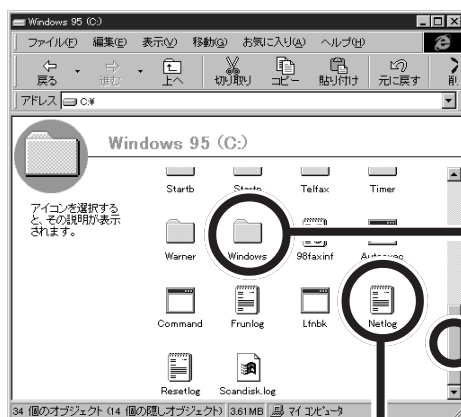 Windows 95 (C:)
ファイル(F) 編集(E) 表示(V) 移動(G) お気に入り(A) ヘルプ(H)
戻る 進む 上へ 切り取り コピー 貼り付け 元に戻す 削
アドレス C:¥
Windows 95 (C:)
アイコンを選択する
と、その説明が表示
されます。
Startb Telfax Timer
Warner Windows 98faxinf Autoexec
Command Frunlog Lfnbk Netlog
Resetlog Scandisk.log
34 個のオブジェクト (14 個の隠しオブジェクト) 3.61MB マイ コンピュータ